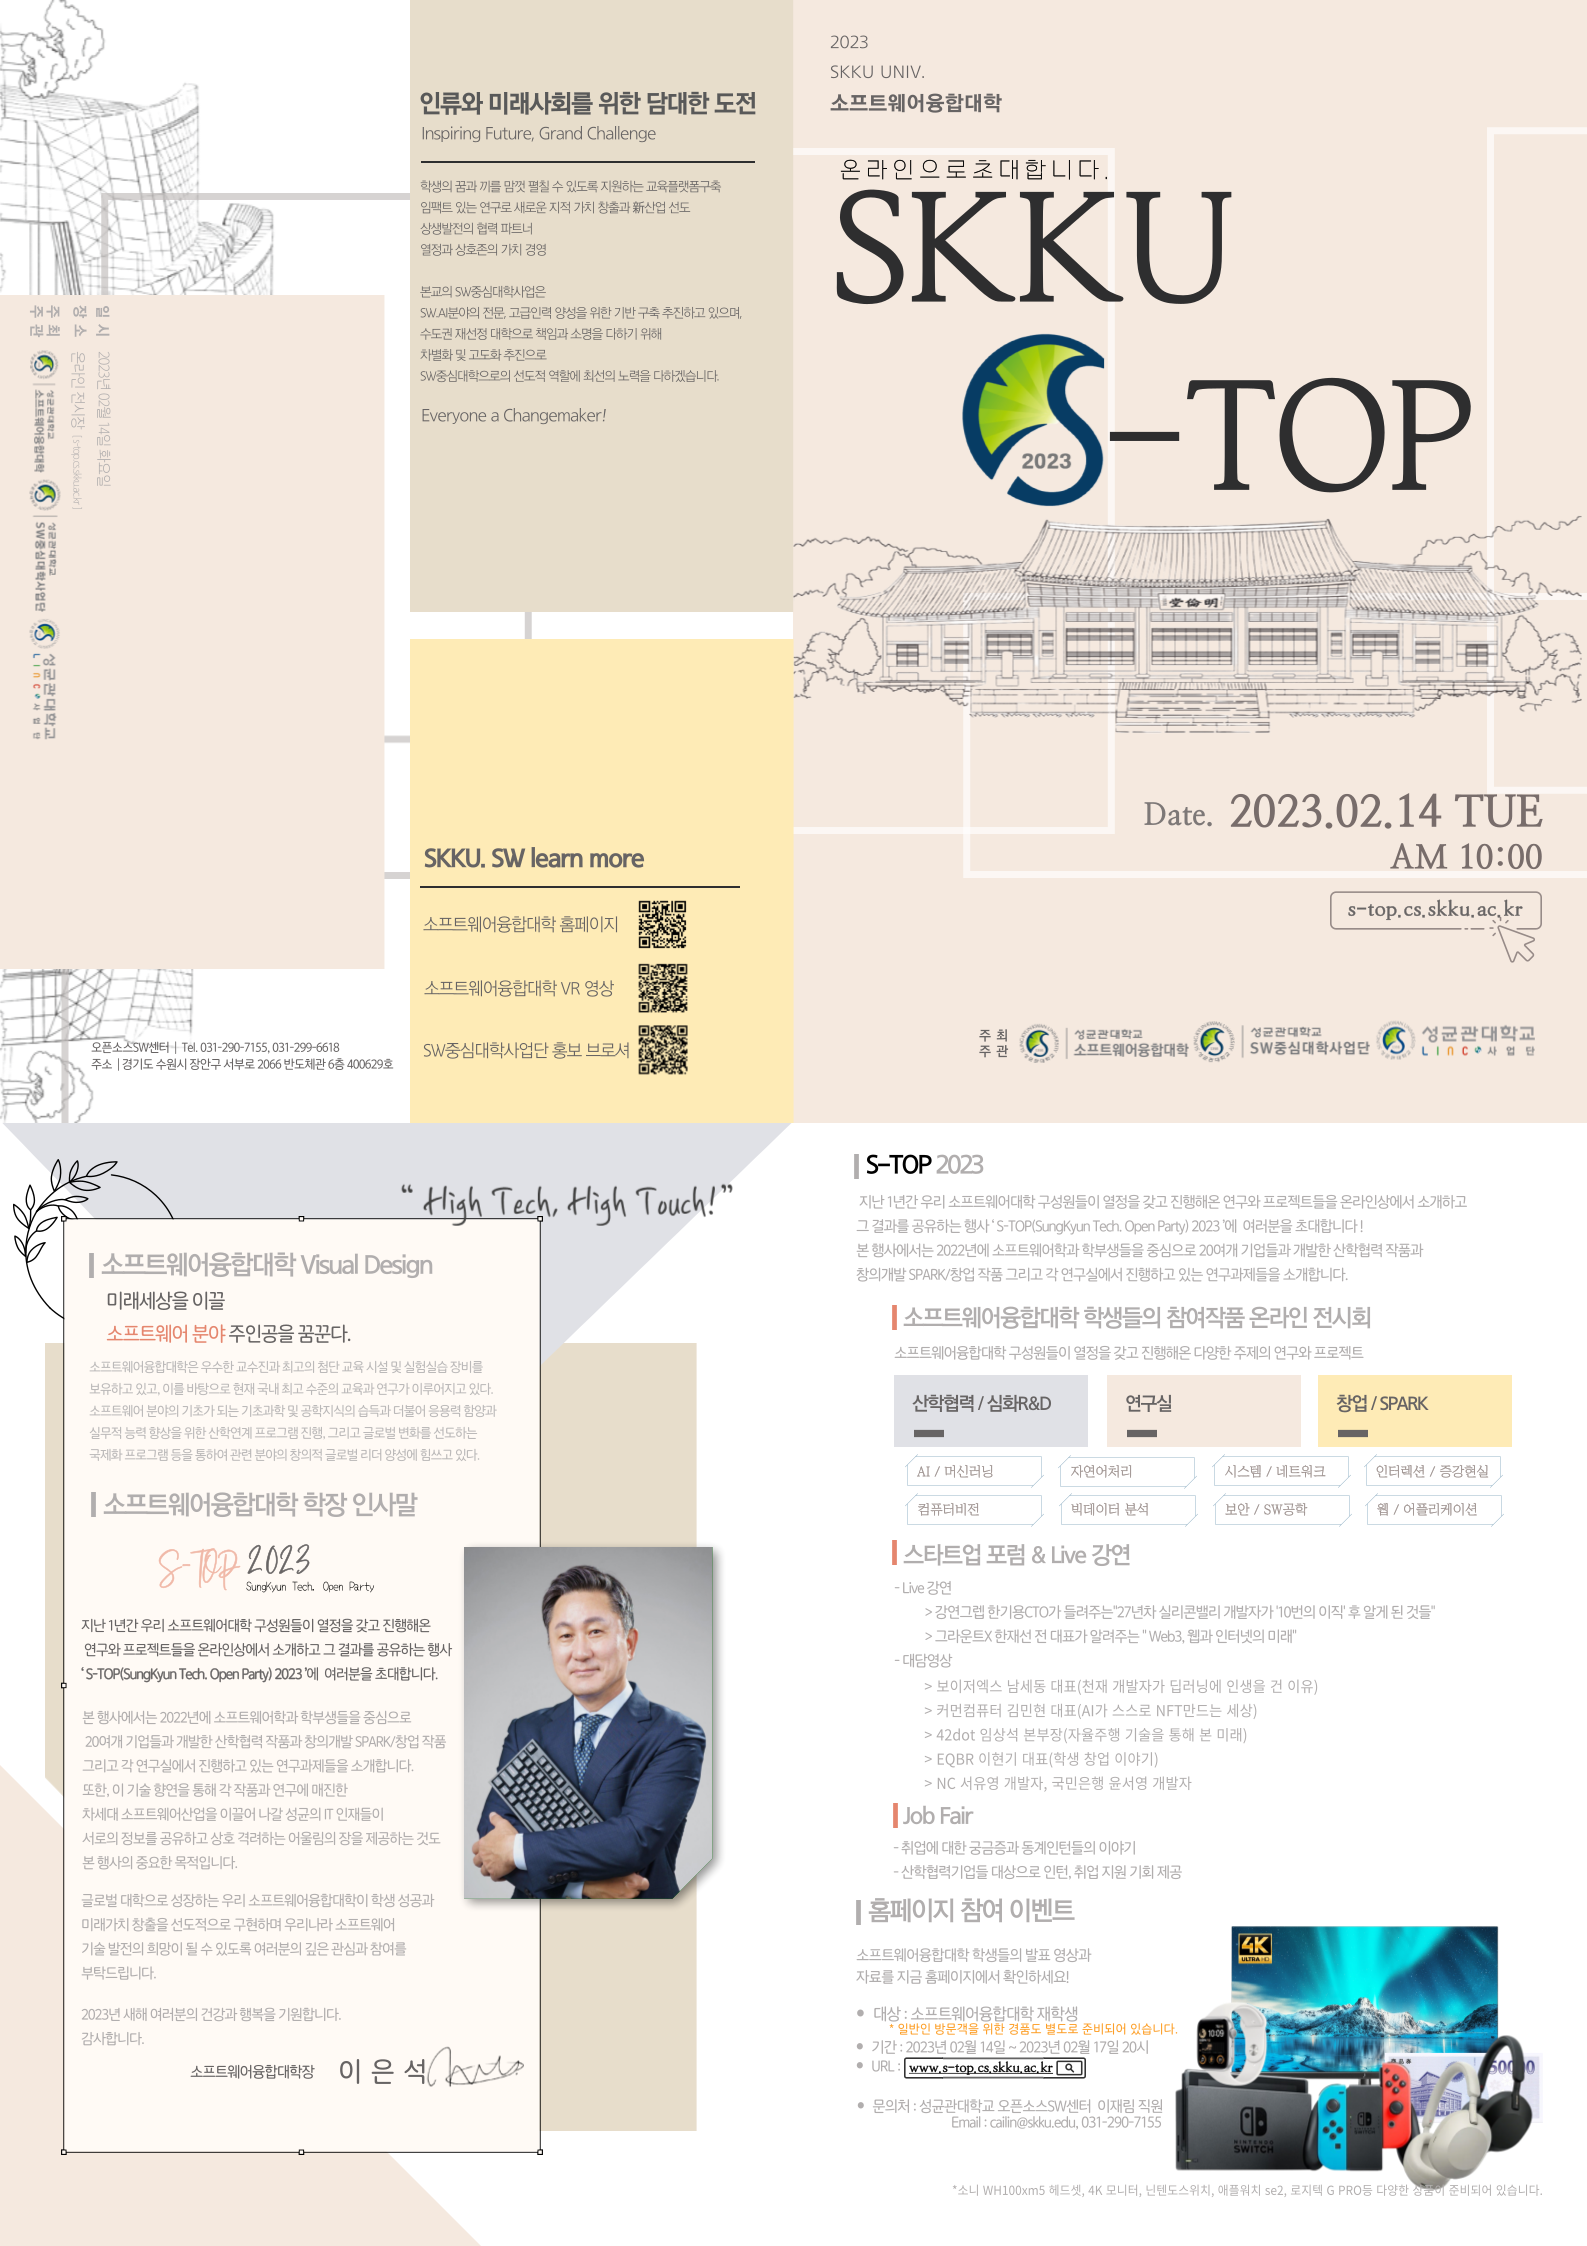 인류와 미래사회를 위한 담대한 도전
Inspiring Future, Grand Challenge
학생의 꿈과 끼를 맘껏 펼칠 수 있도록 지원하는 교육플랫폼구축
임팩트 있는 연구로 새로운 지적 가치 창출과 新산업 선도
상생발전의 협력 파트너
열정과 상호존의 가치 경영
본교의 SW중심대학사업은
SW.AI분야의 전문, 고급인력 양성을 위한 기반 구축 추진하고 있으며,
수도권 재선정 대학으로 책임과 소명을 다하기 위해
차별화 및 고도화 추진으로
SW중심대학으로의 선도적 역할에 최선의 노력을 다하겠습니다.
Everyone a Changemaker!
일 시 2023년 02월 14일 화요일
장 소 온라인 전시장 | s-top.cs.skku.ac.kr |
주 최
주 관
성균관대학교
소프트웨어융합대학
성균관대학교
SW중심대학사업단
성균관대학교
LINC 사업단
오픈소스SW센터 | Tel. 031-290-7155, 031-299-6618
주소 | 경기도 수원시 장안구 서부로 2066 반도체관 6층 400629호
SKKU. SW learn more
소프트웨어융합대학 홈페이지
소프트웨어융합대학 VR 영상
SW중심대학사업단 홍보 브로셔
2023
SKKU UNIV.
소프트웨어융합대학
온라인으로초대합니다.
SKKU
S-TOP
2023
堂倫明
Date. 2023.02.14 TUE
AM 10:00
s-top.cs.skku.ac.kr
주 최
주 관
성균관대학교
소프트웨어융합대학
성균관대학교
SW중심대학사업단
성균관대학교
LINC 사업단
“ High Tech, High Touch! ”
소프트웨어융합대학 Visual Design
미래세상을 이끌
소프트웨어 분야 주인공을 꿈꾼다.
소프트웨어융합대학은 우수한 교수진과 최고의 첨단 교육 시설 및 실험실습 장비를
보유하고 있고, 이를 바탕으로 현재 국내 최고 수준의 교육과 연구가 이루어지고 있다.
소프트웨어 분야의 기초가 되는 기초과학 및 공학지식의 습득과 더불어 응용력 함양과
실무적 능력 향상을 위한 산학연계 프로그램 진행, 그리고 글로벌 변화를 선도하는
국제화 프로그램 등을 통하여 관련 분야의 창의적 글로벌 리더 양성에 힘쓰고 있다.
소프트웨어융합대학 학장 인사말
S-TOP 2023
SungKyun Tech. Open Party
지난 1년간 우리 소프트웨어대학 구성원들이 열정을 갖고 진행해온
연구와 프로젝트들을 온라인상에서 소개하고 그 결과를 공유하는 행사
‘ S-TOP(SungKyun Tech. Open Party) 2023 ’에 여러분을 초대합니다.
본 행사에서는 2022년에 소프트웨어학과 학부생들을 중심으로
20여개 기업들과 개발한 산학협력 작품과 창의개발 SPARK/창업 작품
그리고 각 연구실에서 진행하고 있는 연구과제들을 소개합니다.
또한, 이 기술 향연을 통해 각 작품과 연구에 매진한
차세대 소프트웨어산업을 이끌어 나갈 성균의 IT 인재들이
서로의 정보를 공유하고 상호 격려하는 어울림의 장을 제공하는 것도
본 행사의 중요한 목적입니다.
글로벌 대학으로 성장하는 우리 소프트웨어융합대학이 학생 성공과
미래가치 창출을 선도적으로 구현하며 우리나라 소프트웨어
기술 발전의 희망이 될 수 있도록 여러분의 깊은 관심과 참여를
부탁드립니다.
2023년 새해 여러분의 건강과 행복을 기원합니다.
감사합니다.
소프트웨어융합대학장 이 은 석
S-TOP 2023
지난 1년간 우리 소프트웨어대학 구성원들이 열정을 갖고 진행해온 연구와 프로젝트들을 온라인상에서 소개하고
그 결과를 공유하는 행사 ‘ S-TOP(SungKyun Tech. Open Party) 2023 ’에 여러분을 초대합니다 !
본 행사에서는 2022년에 소프트웨어학과 학부생들을 중심으로 20여개 기업들과 개발한 산학협력 작품과
창의개발 SPARK/창업 작품 그리고 각 연구실에서 진행하고 있는 연구과제들을 소개합니다.
소프트웨어융합대학 학생들의 참여작품 온라인 전시회
소프트웨어융합대학 구성원들이 열정을 갖고 진행해온 다양한 주제의 연구와 프로젝트
산학협력 / 심화R&D
연구실
창업 / SPARK
AI / 머신러닝
자연어처리
시스템 / 네트워크
인터렉션 / 증강현실
컴퓨터비전
빅데이터 분석
보안 / SW공학
웹 / 어플리케이션
스타트업 포럼 & Live 강연
- Live 강연
> 강연그렙 한기용CTO가 들려주는"27년차 실리콘밸리 개발자가 '10번의 이직' 후 알게 된 것들"
> 그라운트X 한재선 전 대표가 알려주는 " Web3, 웹과 인터넷의 미래"
- 대담영상
> 보이저엑스 남세동 대표(천재 개발자가 딥러닝에 인생을 건 이유)
> 커먼컴퓨터 김민현 대표(AI가 스스로 NFT만드는 세상)
> 42dot 임상석 본부장(자율주행 기술을 통해 본 미래)
> EQBR 이현기 대표(학생 창업 이야기)
> NC 서유영 개발자, 국민은행 윤서영 개발자
Job Fair
- 취업에 대한 궁금증과 동계인턴들의 이야기
- 산학협력기업들 대상으로 인턴, 취업 지원 기회 제공
홈페이지 참여 이벤트
소프트웨어융합대학 학생들의 발표 영상과
자료를 지금 홈페이지에서 확인하세요!
• 대상 : 소프트웨어융합대학 재학생
* 일반인 방문객을 위한 경품도 별도로 준비되어 있습니다.
• 기간 : 2023년 02월 14일 ~ 2023년 02월 17일 20시
• URL : www.s-top.cs.skku.ac.kr
• 문의처 : 성균관대학교 오픈소스SW센터 이재림 직원
Email : cailin@skku.edu, 031-290-7155
4K
ULTRA HD
10:09
50000
NINTENDO
SWITCH
*소니 WH100xm5 헤드셋, 4K 모니터, 닌텐도스위치, 애플워치 se2, 로지텍 G PRO등 다양한 상품이 준비되어 있습니다.